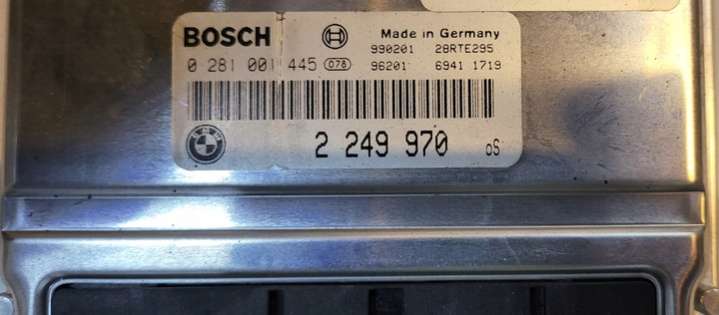 BOSCH Made in Germany
990201 28RTE295
0 281 001 445 078 96201 6941 1719
2 249 970 oS